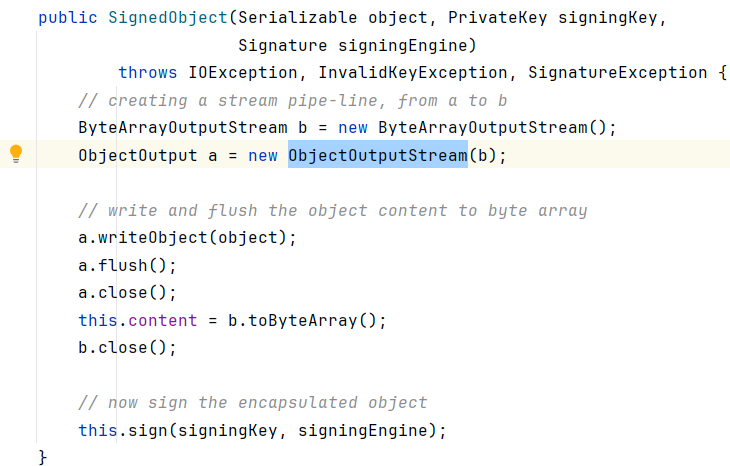 public SignedObject(Serializable object, PrivateKey signingKey,
                    Signature signingEngine)
        throws IOException, InvalidKeyException, SignatureException {
    // creating a stream pipe-line, from a to b
    ByteArrayOutputStream b = new ByteArrayOutputStream();
    ObjectOutput a = new ObjectOutputStream(b);

    // write and flush the object content to byte array
    a.writeObject(object);
    a.flush();
    a.close();
    this.content = b.toByteArray();
    b.close();

    // now sign the encapsulated object
    this.sign(signingKey, signingEngine);
}